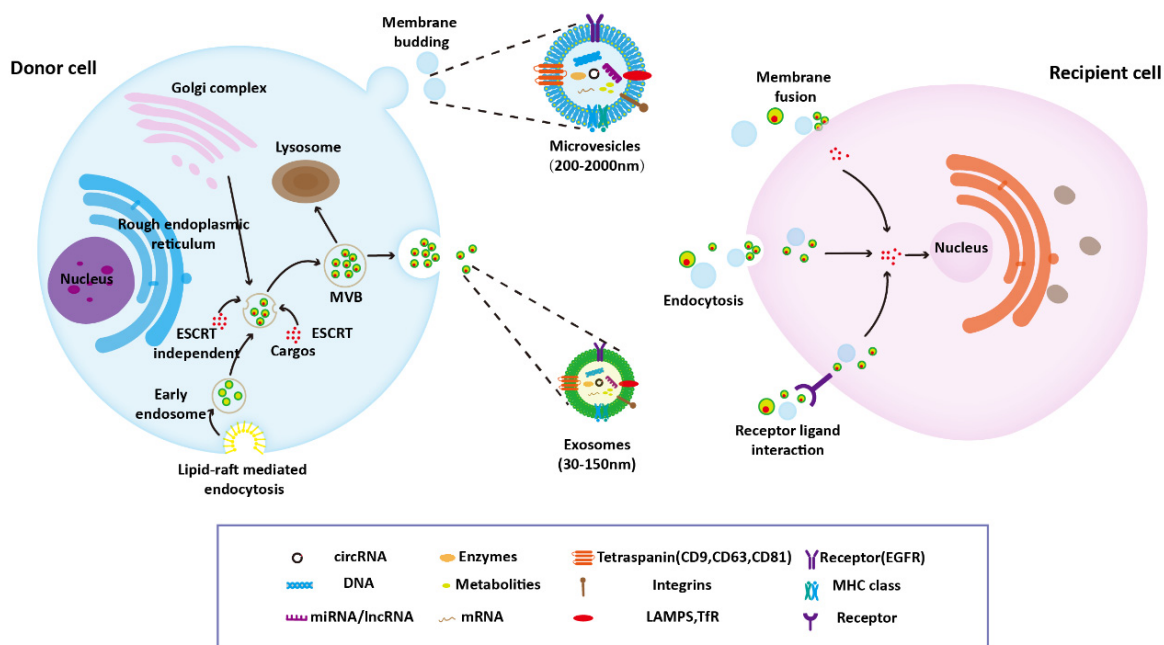 Donor cell
Membrane
budding
Golgi complex
Lysosome
Rough endoplasmic
reticulum
Nucleus
MVB
ESCRT
independent
ESCRT
Cargos
Early
endosome
Lipid-raft mediated
endocytosis
Microvesicles
(200-2000nm)
Exosomes
(30-150nm)
Recipient cell
Membrane
fusion
Nucleus
Endocytosis
Receptor ligand
interaction
circRNA
Enzymes
Tetraspanin(CD9,CD63,CD81)
Receptor(EGFR)
DNA
Metabolities
Integrins
MHC class
miRNA/lncRNA
mRNA
LAMPS,TfR
Receptor